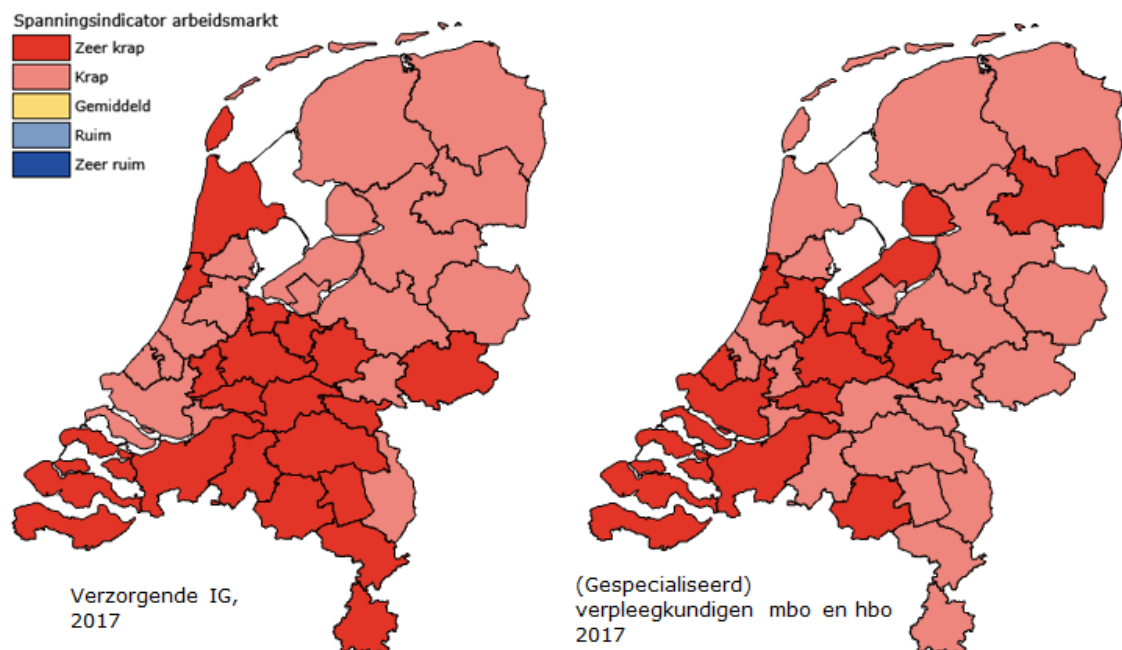 Spanningsindicator arbeidsmarkt
Zeer krap
Krap
Gemiddeld
Ruim
Zeer ruim
Verzorgende IG,
2017
(Gespecialiseerd)
verpleegkundigen mbo en hbo
2017